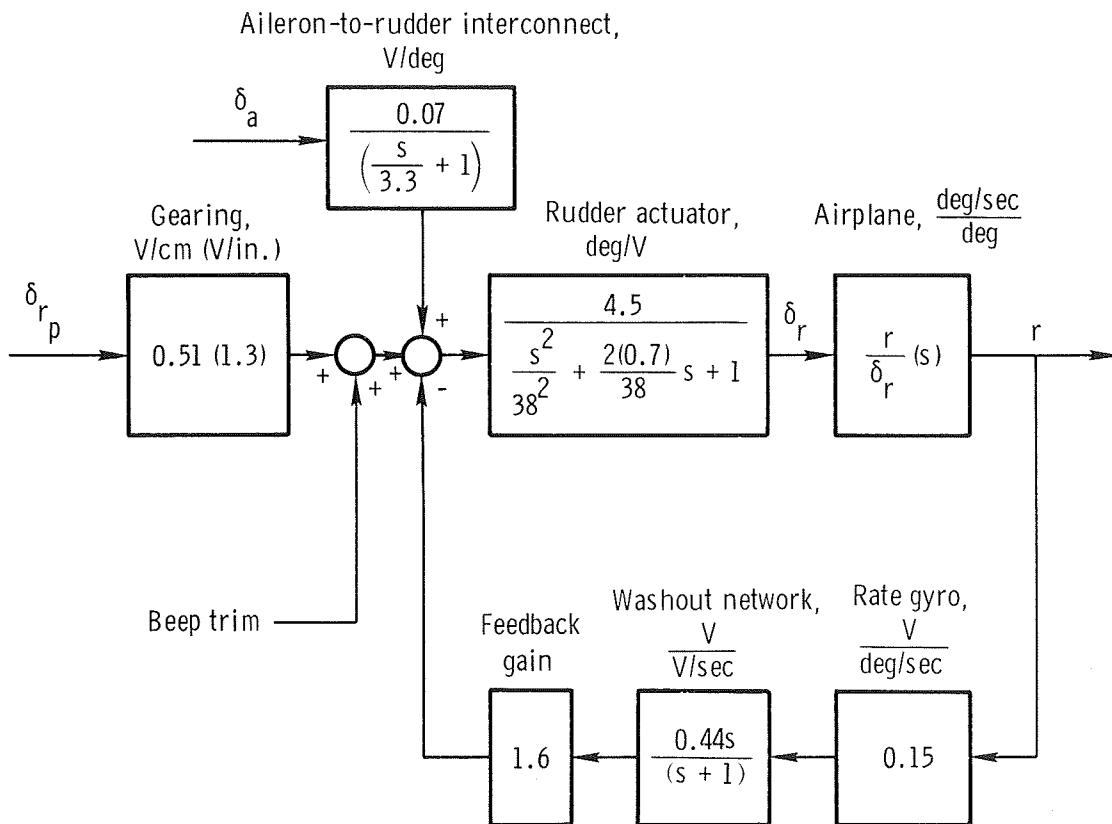 Aileron-to-rudder interconnect,
V/deg
δa
0.07
(s/3.3 + 1)
Gearing,
V/cm (V/in.)
δrp
0.51 (1.3)
+
+
+
+
-
Rudder actuator,
deg/V
4.5
s²/38² + 2(0.7)/38 s + 1
δr
Airplane, deg/sec
deg
r/δr (s)
r
Beep trim
Feedback
gain
1.6
Washout network,
V
V/sec
0.44s
(s + 1)
Rate gyro,
V
deg/sec
0.15